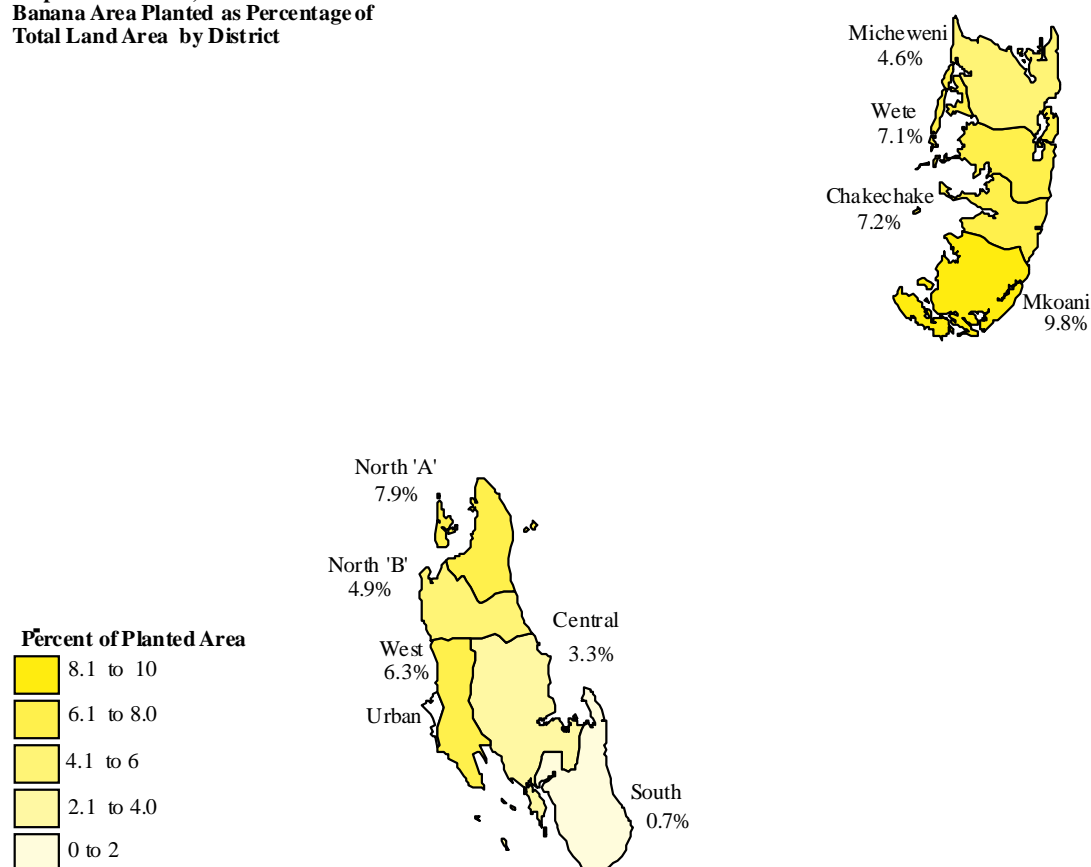 Banana Area Planted as Percentage of
Total Land Area by District
Micheweni
4.6%
Wete
7.1%
Chakechake
7.2%
Mkoani
9.8%
North 'A'
7.9%
North 'B'
4.9%
Central
3.3%
West
6.3%
Urban
South
0.7%
Percent of Planted Area
8.1 to 10
6.1 to 8.0
4.1 to 6
2.1 to 4.0
0 to 2